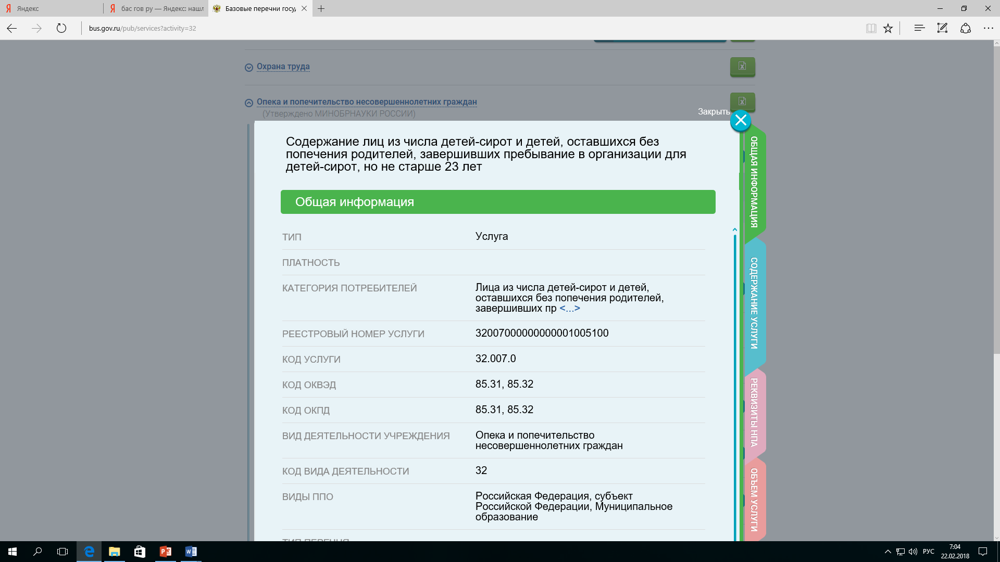 Яндекс
бас гов ру — Яндекс: нашл
Базовые перечни госу
bus.gov.ru/pub/services?activity=32
Охрана труда
Опека и попечительство несовершеннолетних граждан
(Утверждено МИНОБРНАУКИ РОССИИ)
Закрыть
Содержание лиц из числа детей-сирот и детей, оставшихся без
попечения родителей, завершивших пребывание в организации для
детей-сирот, но не старше 23 лет
Общая информация
ТИП Услуга
ПЛАТНОСТЬ
КАТЕГОРИЯ ПОТРЕБИТЕЛЕЙ Лица из числа детей-сирот и детей,
оставшихся без попечения родителей,
завершивших пр <...>
РЕЕСТРОВЫЙ НОМЕР УСЛУГИ 32007000000000001005100
КОД УСЛУГИ 32.007.0
КОД ОКВЭД 85.31, 85.32
КОД ОКПД 85.31, 85.32
ВИД ДЕЯТЕЛЬНОСТИ УЧРЕЖДЕНИЯ Опека и попечительство
несовершеннолетних граждан
КОД ВИДА ДЕЯТЕЛЬНОСТИ 32
ВИДЫ ППО Российская Федерация, субъект
Российской Федерации, Муниципальное
образование
ТИП ПЕРЕЧНЯ
ОБЩАЯ ИНФОРМАЦИЯ
СОДЕРЖАНИЕ УСЛУГИ
РЕКВИЗИТЫ НПА
ОБЪЕМ УСЛУГИ
РУС
7:04
22.02.2018